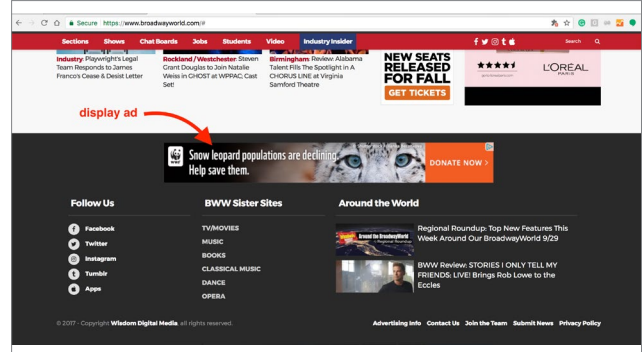 Secure https://www.broadwayworld.com/#
Sections Shows Chat Boards Jobs Students Video Industry Insider Search
Industry: Playwright's Legal
Team Responds to James
Franco's Cease & Desist Letter
Rockland / Westchester: Steven
Grant Douglas to Join Natalie
Weiss in GHOST at WPPAC; Cast
Set!
Birmingham: Review: Alabama
Talent Fills The Spotlight in A
CHORUS LINE at Virginia
Samford Theatre
NEW SEATS
RELEASED
FOR FALL
GET TICKETS
L'ORÉAL
PARIS
display ad
WWF
Snow leopard populations are declining.
Help save them.
DONATE NOW >
Follow Us
Facebook
Twitter
Instagram
Tumblr
Apps
BWW Sister Sites
TV/MOVIES
MUSIC
BOOKS
CLASSICAL MUSIC
DANCE
OPERA
Around the World
Around the BroadwayWorld
Regional Roundup
Regional Roundup: Top New Features This
Week Around Our BroadwayWorld 9/29
BWW Review: STORIES I ONLY TELL MY
FRIENDS: LIVE! Brings Rob Lowe to the
Eccles
© 2017 - Copyright Wisdom Digital Media, all rights reserved.
Advertising Info Contact Us Join the Team Submit News Privacy Policy